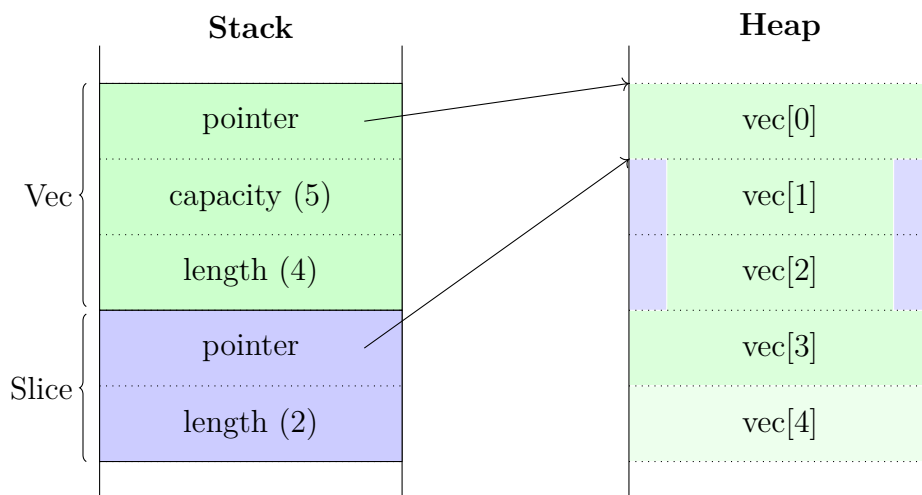 Stack
Heap
Vec
pointer
capacity (5)
length (4)
Slice
pointer
length (2)
vec[0]
vec[1]
vec[2]
vec[3]
vec[4]